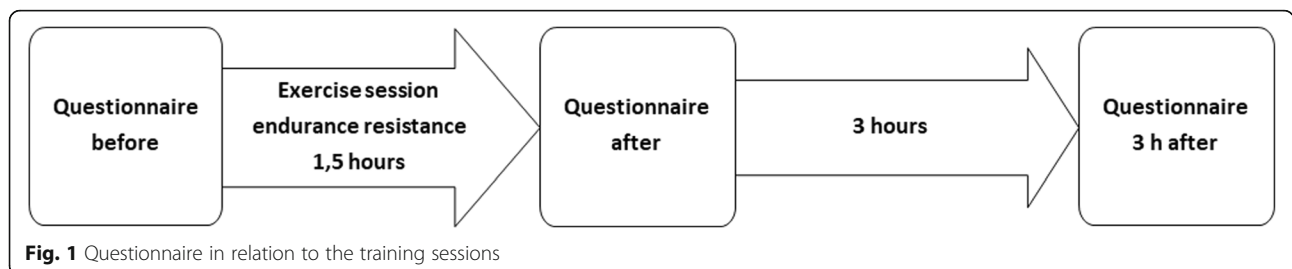 Questionnaire
before
Exercise session
endurance resistance
1,5 hours
Questionnaire
after
3 hours
Questionnaire
3 h after
Fig. 1 Questionnaire in relation to the training sessions